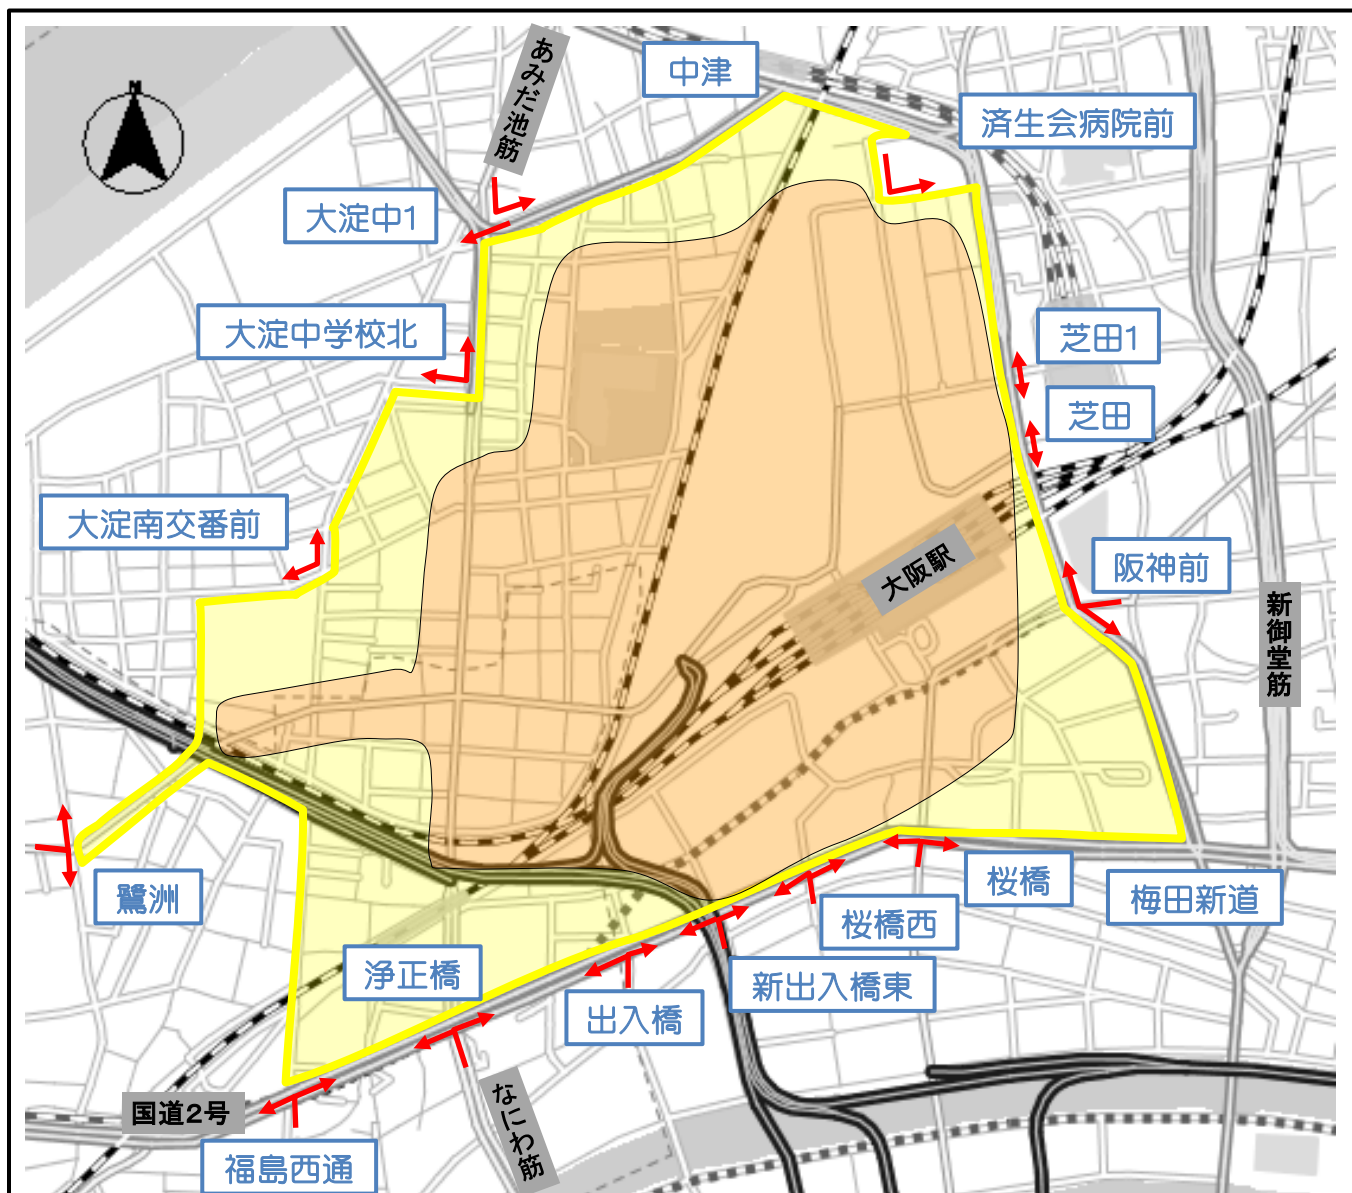 N
あみだ池筋
中津
済生会病院前
大淀中1
大淀中学校北
芝田1
芝田
大淀南交番前
大阪駅
阪神前
新御堂筋
鷺洲
桜橋
梅田新道
桜橋西
浄正橋
新出入橋東
出入橋
国道2号
なにわ筋
福島西通